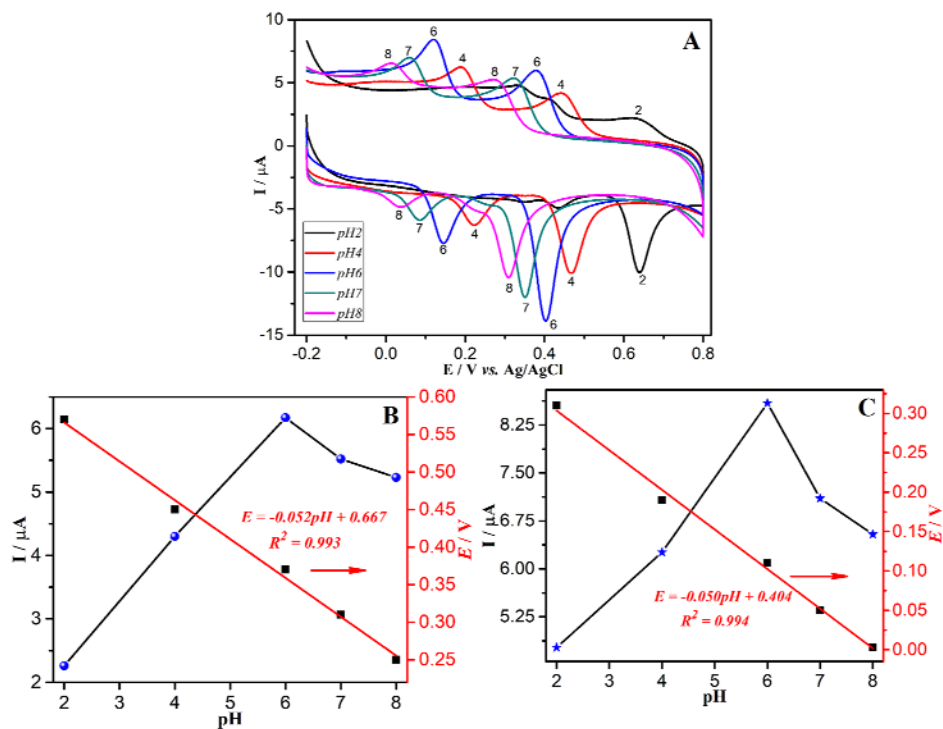 A
10
5
0
-5
-10
-15
I / μA
8
7
6
4
8
7
6
4
2
8
7
6
4
8
7
6
4
2
pH2
pH4
pH6
pH7
pH8
-0.2 0.0 0.2 0.4 0.6 0.8
E / V vs. Ag/AgCl
B
6
5
4
3
2
I / μA
0.60
0.55
0.50
0.45
0.40
0.35
0.30
0.25
E / V
E = -0.052pH + 0.667
R² = 0.993
2 3 4 5 6 7 8
pH
C
8.25
7.50
6.75
6.00
5.25
I / μA
0.30
0.25
0.20
0.15
0.10
0.05
0.00
E / V
E = -0.050pH + 0.404
R² = 0.994
2 3 4 5 6 7 8
pH